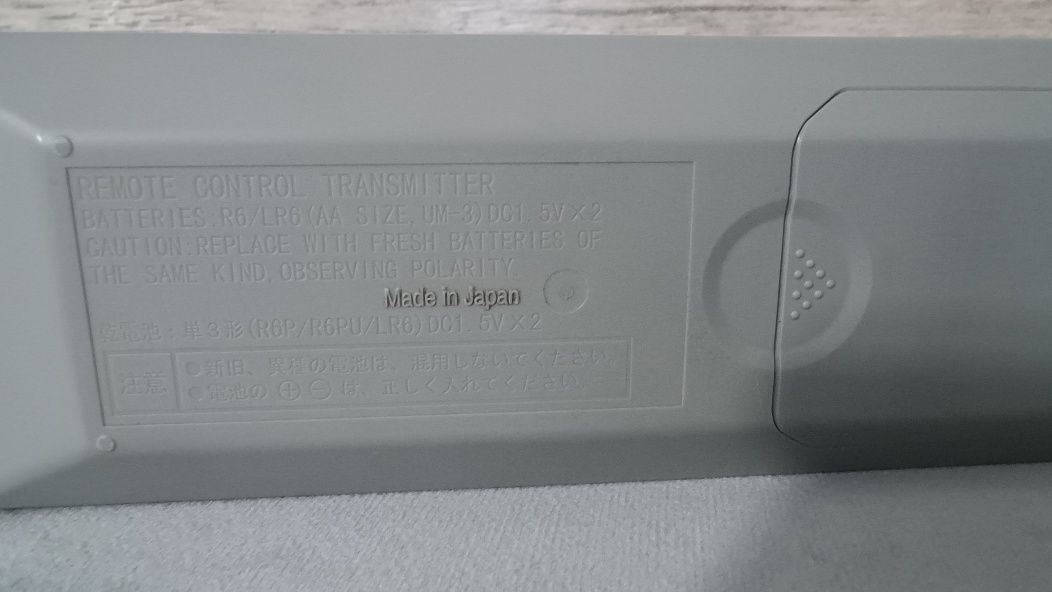 REMOTE CONTROL TRANSMITTER
BATTERIES:R6/LR6(AA SIZE,UM-3)DC1.5V×2
CAUTION:REPLACE WITH FRESH BATTERIES OF
THE SAME KIND,OBSERVING POLARITY.
Made in Japan
乾電池:単3形(R6P/R6PU/LR6)DC1.5V×2
注意
●新旧、異種の電池は、混用しないでください。
●電池の⊕⊖は、正しく入れてください。